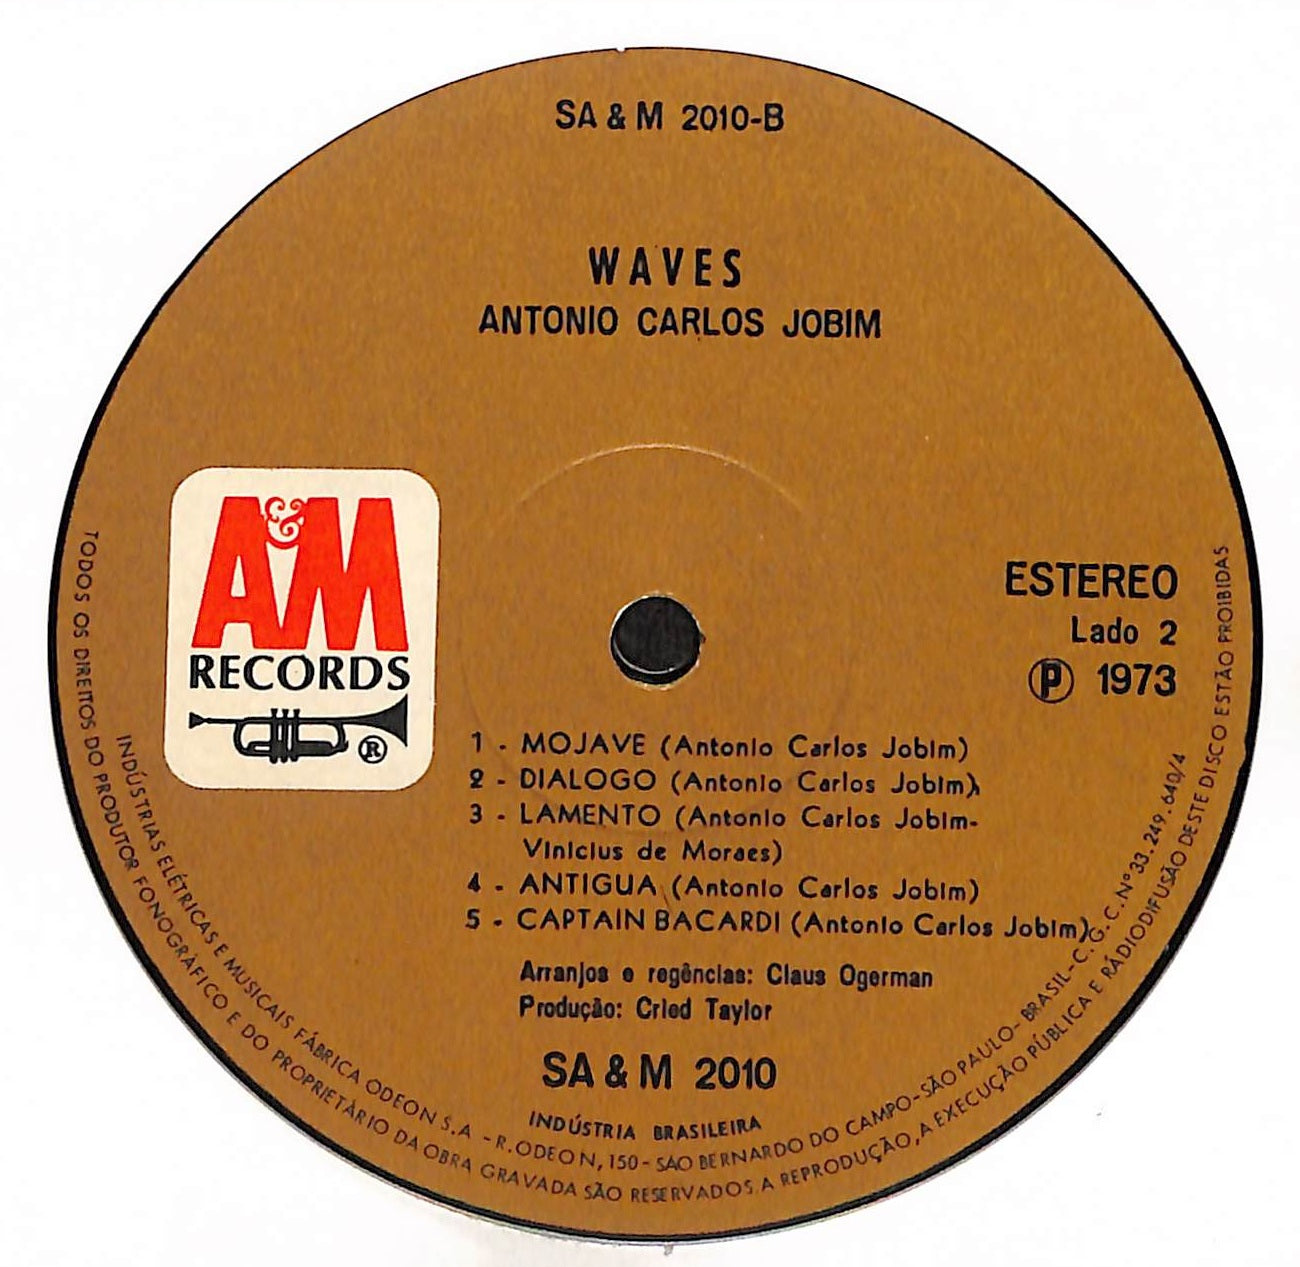 SA & M 2010-B
WAVES
ANTONIO CARLOS JOBIM
A&M
RECORDS
®
ESTEREO
Lado 2
Ⓟ 1973
1 - MOJAVE (Antonio Carlos Jobim)
2 - DIALOGO (Antonio Carlos Jobim)
3 - LAMENTO (Antonio Carlos Jobim-
Vinicius de Moraes)
4 - ANTIGUA (Antonio Carlos Jobim)
5 - CAPTAIN BACARDI (Antonio Carlos Jobim)
Arranjos e regências: Claus Ogerman
Produção: Cried Taylor
SA & M 2010
INDÚSTRIA BRASILEIRA
INDÚSTRIAS ELÉTRICAS E MUSICAIS FÁBRICA ODEON S.A - R. ODEON, 150 - SAO BERNARDO DO CAMPO - SÃO PAULO - BRASIL - C.G.C. Nº 33.249.640/4
TODOS OS DIREITOS DO PRODUTOR FONOGRÀFICO E DO PROPRIETÁRIO DA OBRA GRAVADA SÃO RESERVADOS. A REPRODUÇÃO, A EXECUÇÃO PÚBLICA E RÁDIODIFUSÃO DESTE DISCO ESTÃO PROIBIDAS